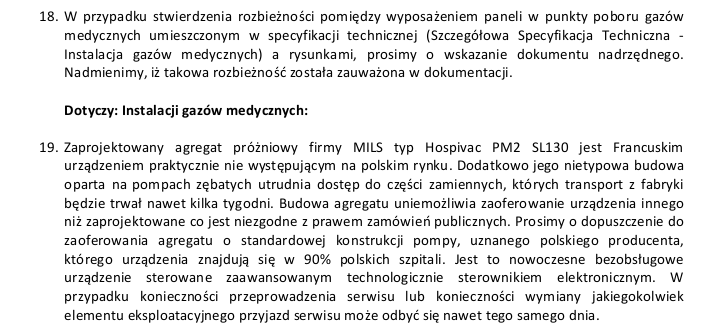 18. W przypadku stwierdzenia rozbieżności pomiędzy wyposażeniem paneli w punkty poboru gazów
medycznych umieszczonym w specyfikacji technicznej (Szczegółowa Specyfikacja Techniczna -
Instalacja gazów medycznych) a rysunkami, prosimy o wskazanie dokumentu nadrzędnego.
Nadmienimy, iż takowa rozbieżność została zauważona w dokumentacji.
Dotyczy: Instalacji gazów medycznych:
19. Zaprojektowany agregat próżniowy firmy MILS typ Hospivac PM2 SL130 jest Francuskim
urządzeniem praktycznie nie występującym na polskim rynku. Dodatkowo jego nietypowa budowa
oparta na pompach zębatych utrudnia dostęp do części zamiennych, których transport z fabryki
będzie trwał nawet kilka tygodni. Budowa agregatu uniemożliwia zaoferowanie urządzenia innego
niż zaprojektowane co jest niezgodne z prawem zamówień publicznych. Prosimy o dopuszczenie do
zaoferowania agregatu o standardowej konstrukcji pompy, uznanego polskiego producenta,
którego urządzenia znajdują się w 90% polskich szpitali. Jest to nowoczesne bezobsługowe
urządzenie sterowane zaawansowanym technologicznie sterownikiem elektronicznym. W
przypadku konieczności przeprowadzenia serwisu lub konieczności wymiany jakiegokolwiek
elementu eksploatacyjnego przyjazd serwisu może odbyć się nawet tego samego dnia.